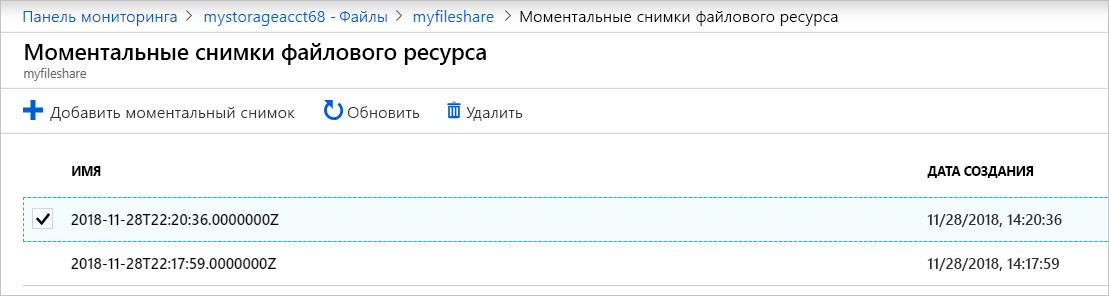 Панель мониторинга > mystorageacct68 - Файлы > myfileshare > Моментальные снимки файлового ресурса
Моментальные снимки файлового ресурса
myfileshare
Добавить моментальный снимок Обновить Удалить
ИМЯ ДАТА СОЗДАНИЯ
2018-11-28T22:20:36.0000000Z 11/28/2018, 14:20:36
2018-11-28T22:17:59.0000000Z 11/28/2018, 14:17:59